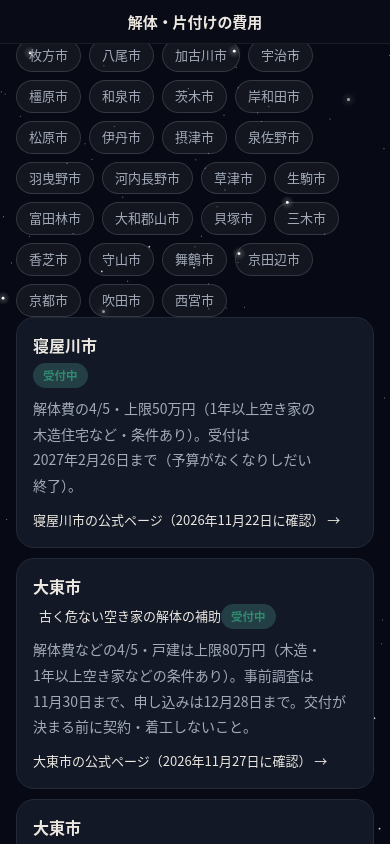 解体・片付けの費用
枚方市 八尾市 加古川市 宇治市
橿原市 和泉市 茨木市 岸和田市
松原市 伊丹市 摂津市 泉佐野市
羽曳野市 河内長野市 草津市 生駒市
富田林市 大和郡山市 貝塚市 三木市
香芝市 守山市 舞鶴市 京田辺市
京都市 吹田市 西宮市
寝屋川市
受付中
解体費の4/5・上限50万円（1年以上空き家の
木造住宅など・条件あり）。受付は
2027年2月26日まで（予算がなくなりしだい
終了）。
寝屋川市の公式ページ（2026年11月22日に確認） →
大東市
古く危ない空き家の解体の補助 受付中
解体費などの4/5・戸建は上限80万円（木造・
1年以上空き家などの条件あり）。事前調査は
11月30日まで、申し込みは12月28日まで。交付が
決まる前に契約・着工しないこと。
大東市の公式ページ（2026年11月27日に確認） →
大東市